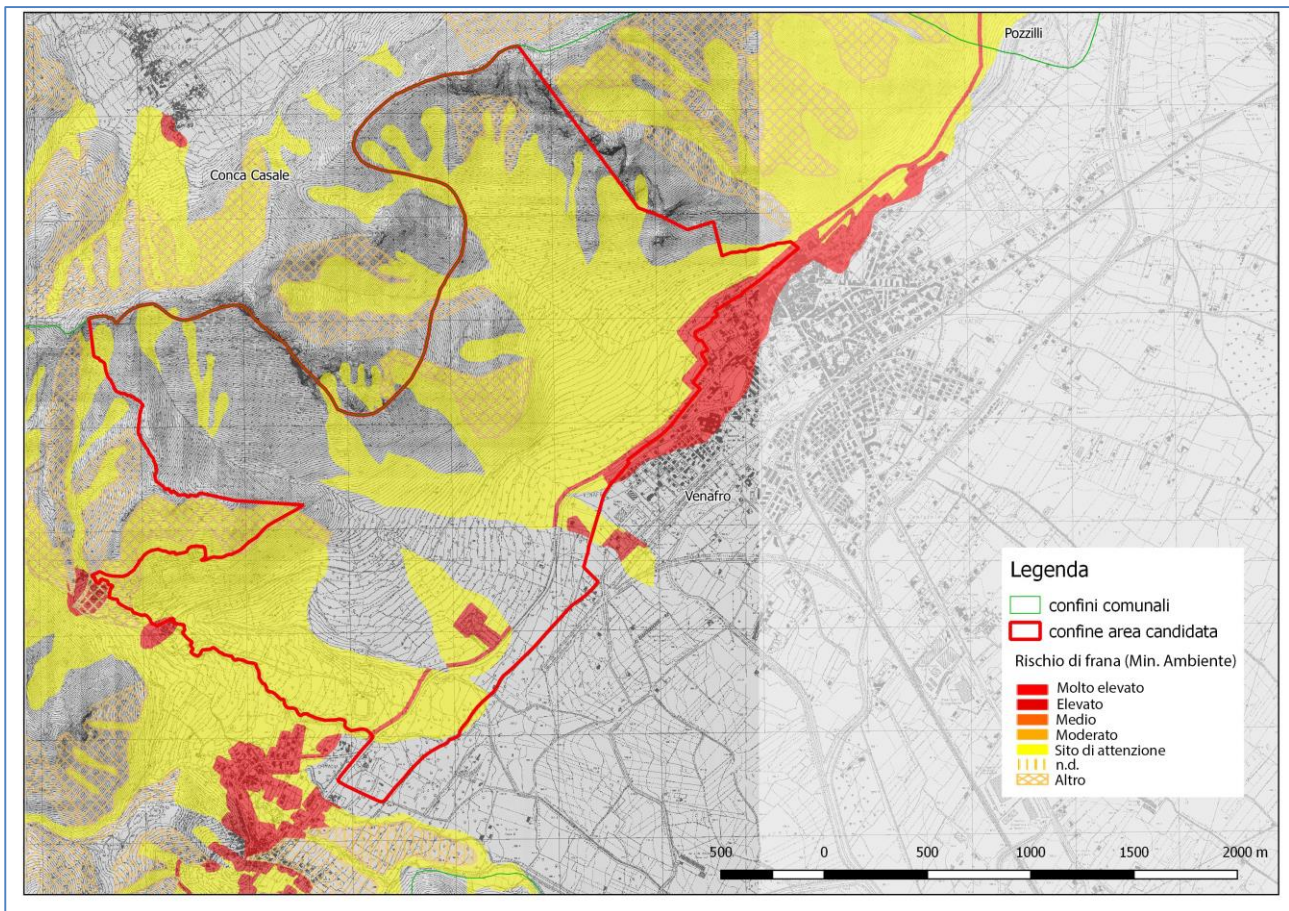 Pozzilli
Conca Casale
Venafro
Legenda
confini comunali
confine area candidata
Rischio di frana (Min. Ambiente)
Molto elevato
Elevato
Medio
Moderato
Sito di attenzione
n.d.
Altro
500 0 500 1000 1500 2000 m